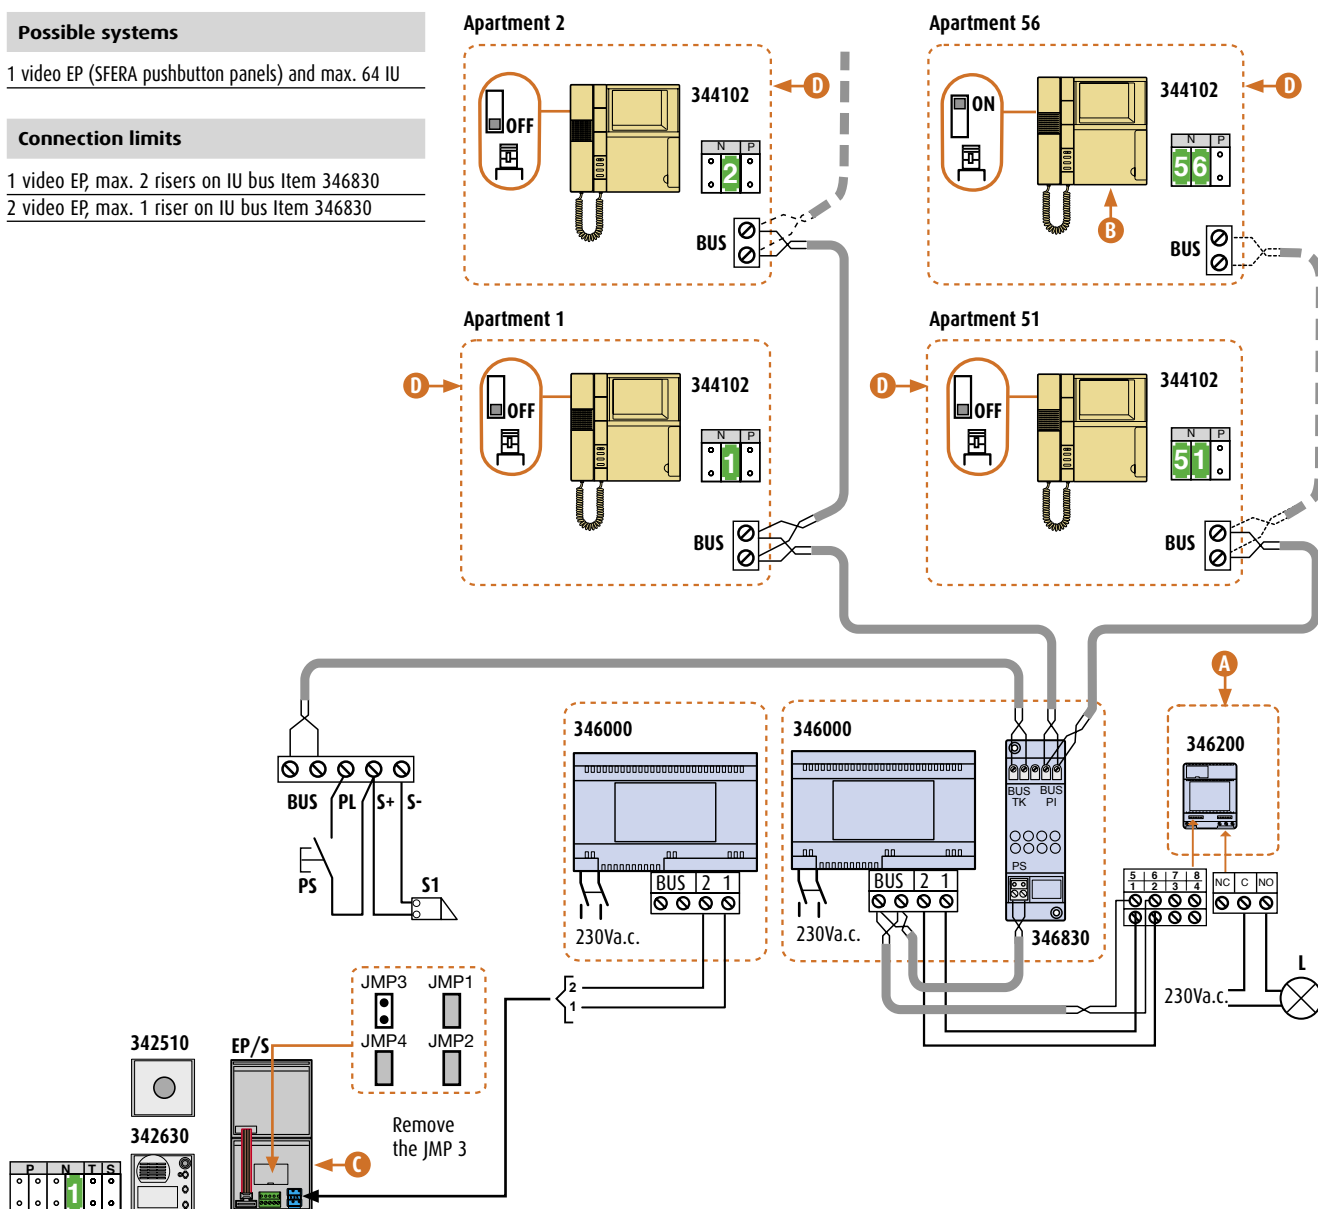 Possible systems
1 video EP (SFERA pushbutton panels) and max. 64 IU
Connection limits
1 video EP, max. 2 risers on IU bus Item 346830
2 video EP, max. 1 riser on IU bus Item 346830
Apartment 2
OFF
344102
D
N P
2
BUS
Apartment 56
ON
344102
D
N P
56
B
BUS
Apartment 1
D
OFF
344102
N P
1
BUS
Apartment 51
D
OFF
344102
N P
51
BUS
A
346000
346000
346200
BUS PL S+ S-
PS
S1
BUS 2 1
230Va.c.
BUS 2 1
230Va.c.
BUS BUS
TK PI
PS
346830
5 6 7 8
1 2 3 4
NC C NO
230Va.c.
L
2
1
JMP3 JMP1
JMP4 JMP2
Remove
the JMP 3
342510
EP/S
342630
C
P N T S
1